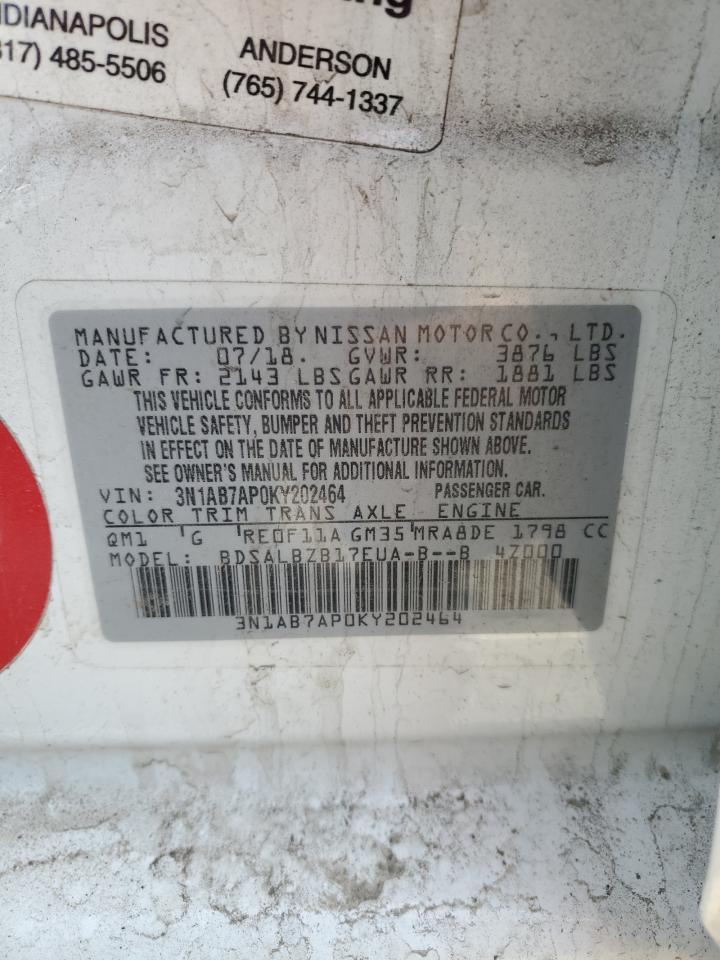 INDIANAPOLIS
317) 485-5506
ANDERSON
(765) 744-1337
MANUFACTURED BY NISSAN MOTOR CO., LTD.
DATE: 07/18. GVWR: 3876 LBS
GAWR FR: 2143 LBS GAWR RR: 1881 LBS
THIS VEHICLE CONFORMS TO ALL APPLICABLE FEDERAL MOTOR
VEHICLE SAFETY, BUMPER AND THEFT PREVENTION STANDARDS
IN EFFECT ON THE DATE OF MANUFACTURE SHOWN ABOVE.
SEE OWNER'S MANUAL FOR ADDITIONAL INFORMATION.
VIN: 3N1AB7AP0KY202464 PASSENGER CAR.
COLOR TRIM TRANS AXLE ENGINE
QM1 G RE0F11A GM35 MRA8DE 1798 CC
MODEL: BDSALBZB17EUA-B--B 4Z000
3N1AB7AP0KY202464